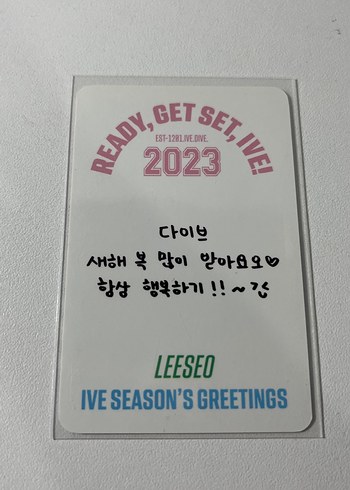 READY, GET SET, IVE!
EST-1201.IVE.DIVE.
2023
다이브
새해 복 많이 받아요오♡
항상 행복하기!!~
LEESEO
IVE SEASON'S GREETINGS